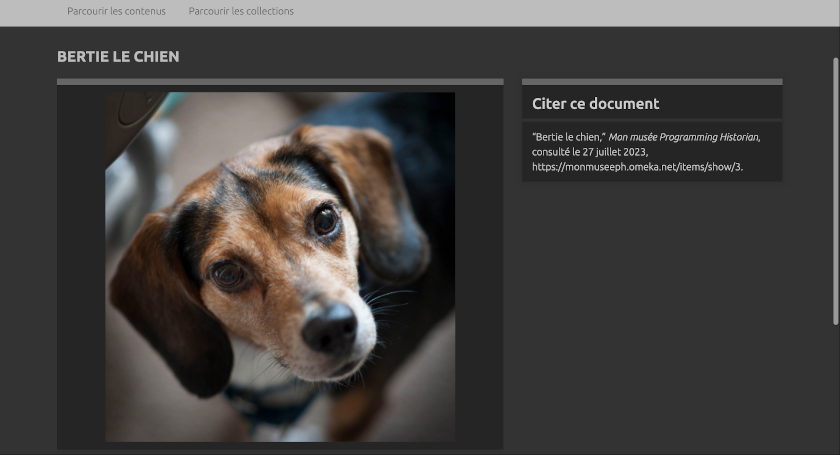 Parcourir les contenus Parcourir les collections
BERTIE LE CHIEN
Citer ce document
“Bertie le chien,” Mon musée Programming Historian,
consulté le 27 juillet 2023,
https://monmuseeph.omeka.net/items/show/3.